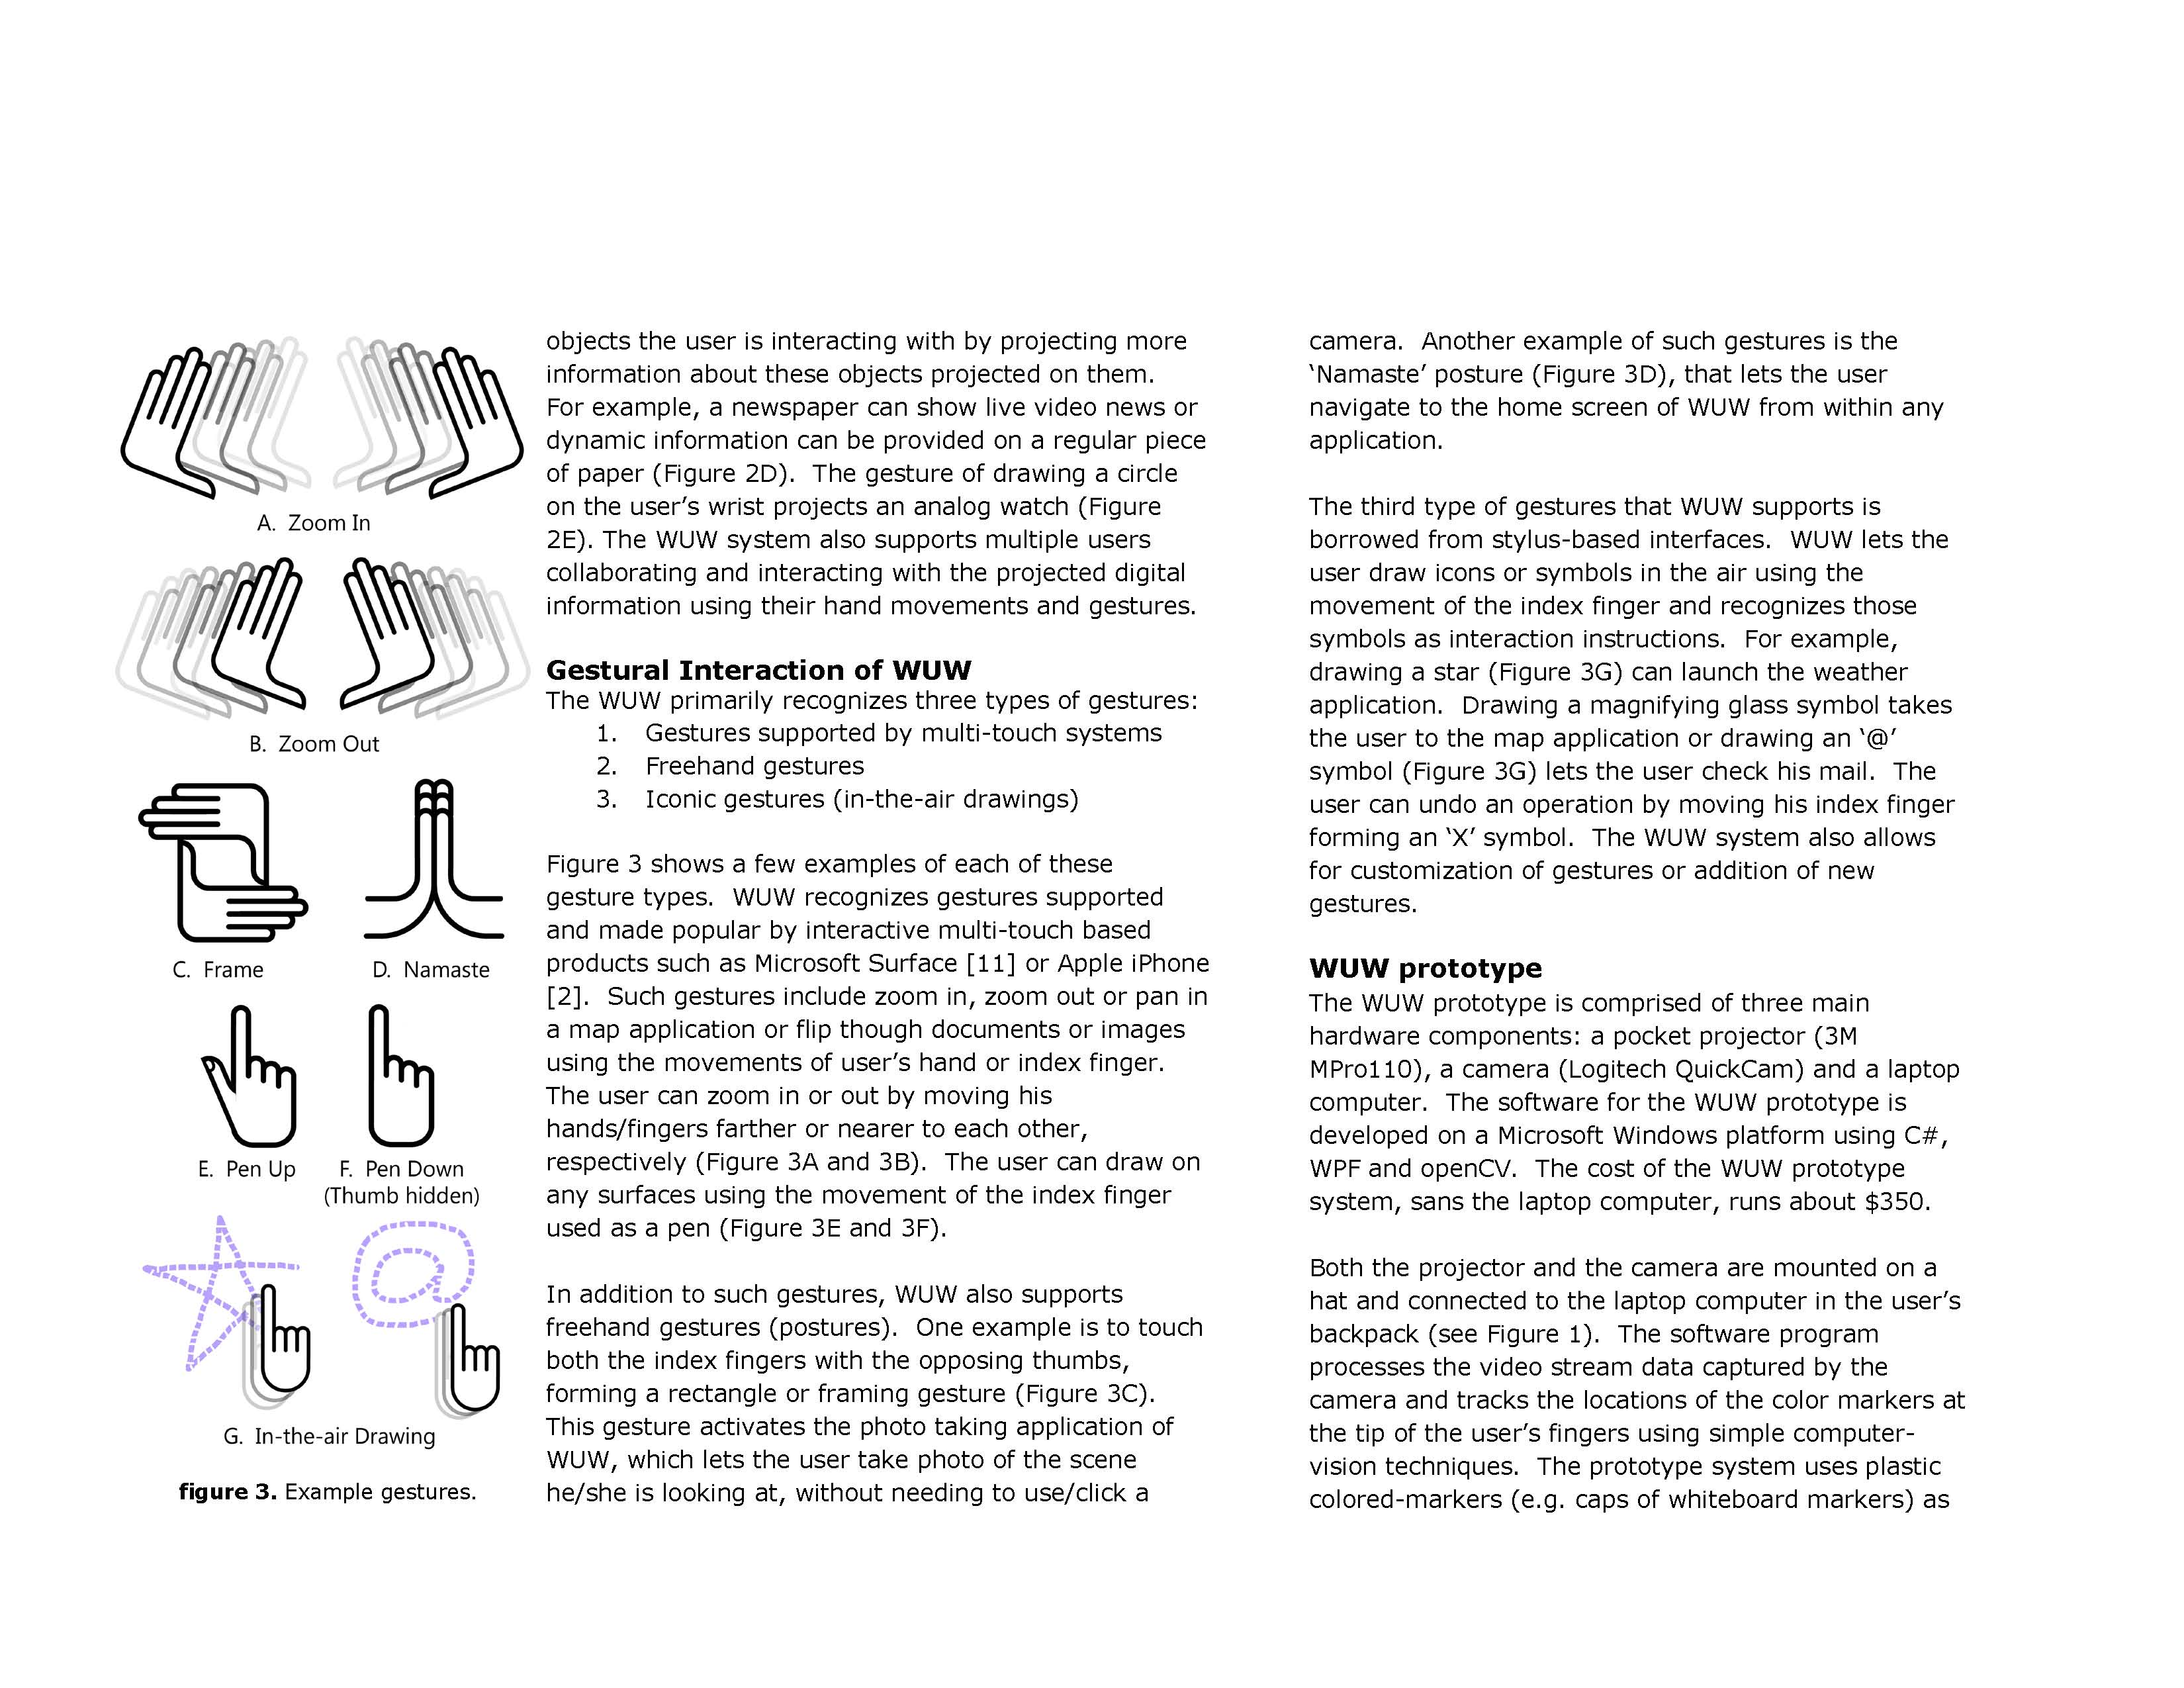 A. Zoom In
B. Zoom Out
C. Frame
D. Namaste
E. Pen Up
F. Pen Down
(Thumb hidden)
G. In-the-air Drawing
figure 3. Example gestures.
objects the user is interacting with by projecting more
information about these objects projected on them.
For example, a newspaper can show live video news or
dynamic information can be provided on a regular piece
of paper (Figure 2D).  The gesture of drawing a circle
on the user’s wrist projects an analog watch (Figure
2E). The WUW system also supports multiple users
collaborating and interacting with the projected digital
information using their hand movements and gestures.
Gestural Interaction of WUW
The WUW primarily recognizes three types of gestures:
1. Gestures supported by multi-touch systems
2. Freehand gestures
3. Iconic gestures (in-the-air drawings)
Figure 3 shows a few examples of each of these
gesture types.  WUW recognizes gestures supported
and made popular by interactive multi-touch based
products such as Microsoft Surface [11] or Apple iPhone
[2].  Such gestures include zoom in, zoom out or pan in
a map application or flip though documents or images
using the movements of user’s hand or index finger.
The user can zoom in or out by moving his
hands/fingers farther or nearer to each other,
respectively (Figure 3A and 3B).  The user can draw on
any surfaces using the movement of the index finger
used as a pen (Figure 3E and 3F).
In addition to such gestures, WUW also supports
freehand gestures (postures).  One example is to touch
both the index fingers with the opposing thumbs,
forming a rectangle or framing gesture (Figure 3C).
This gesture activates the photo taking application of
WUW, which lets the user take photo of the scene
he/she is looking at, without needing to use/click a
camera.  Another example of such gestures is the
‘Namaste’ posture (Figure 3D), that lets the user
navigate to the home screen of WUW from within any
application.
The third type of gestures that WUW supports is
borrowed from stylus-based interfaces.  WUW lets the
user draw icons or symbols in the air using the
movement of the index finger and recognizes those
symbols as interaction instructions.  For example,
drawing a star (Figure 3G) can launch the weather
application.  Drawing a magnifying glass symbol takes
the user to the map application or drawing an ‘@’
symbol (Figure 3G) lets the user check his mail.  The
user can undo an operation by moving his index finger
forming an ‘X’ symbol.  The WUW system also allows
for customization of gestures or addition of new
gestures.
WUW prototype
The WUW prototype is comprised of three main
hardware components: a pocket projector (3M
MPro110), a camera (Logitech QuickCam) and a laptop
computer.  The software for the WUW prototype is
developed on a Microsoft Windows platform using C#,
WPF and openCV.  The cost of the WUW prototype
system, sans the laptop computer, runs about $350.
Both the projector and the camera are mounted on a
hat and connected to the laptop computer in the user’s
backpack (see Figure 1).  The software program
processes the video stream data captured by the
camera and tracks the locations of the color markers at
the tip of the user’s fingers using simple computer-
vision techniques.  The prototype system uses plastic
colored-markers (e.g. caps of whiteboard markers) as